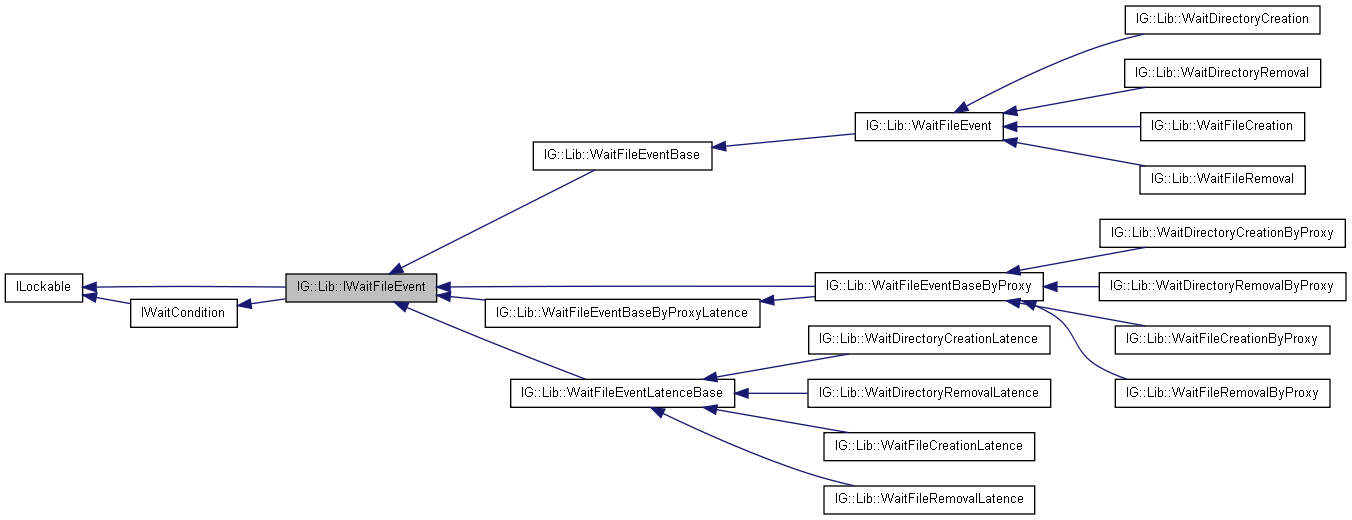 IG::Lib::WaitDirectoryCreation
IG::Lib::WaitDirectoryRemoval
IG::Lib::WaitFileEvent
IG::Lib::WaitFileCreation
IG::Lib::WaitFileEventBase
IG::Lib::WaitFileRemoval
IG::Lib::WaitDirectoryCreationByProxy
ILockable
IG::Lib::IWaitFileEvent
IG::Lib::WaitFileEventBaseByProxy
IG::Lib::WaitDirectoryRemovalByProxy
IWaitCondition
IG::Lib::WaitFileEventBaseByProxyLatence
IG::Lib::WaitDirectoryCreationLatence
IG::Lib::WaitFileCreationByProxy
IG::Lib::WaitFileEventLatenceBase
IG::Lib::WaitDirectoryRemovalLatence
IG::Lib::WaitFileRemovalByProxy
IG::Lib::WaitFileCreationLatence
IG::Lib::WaitFileRemovalLatence